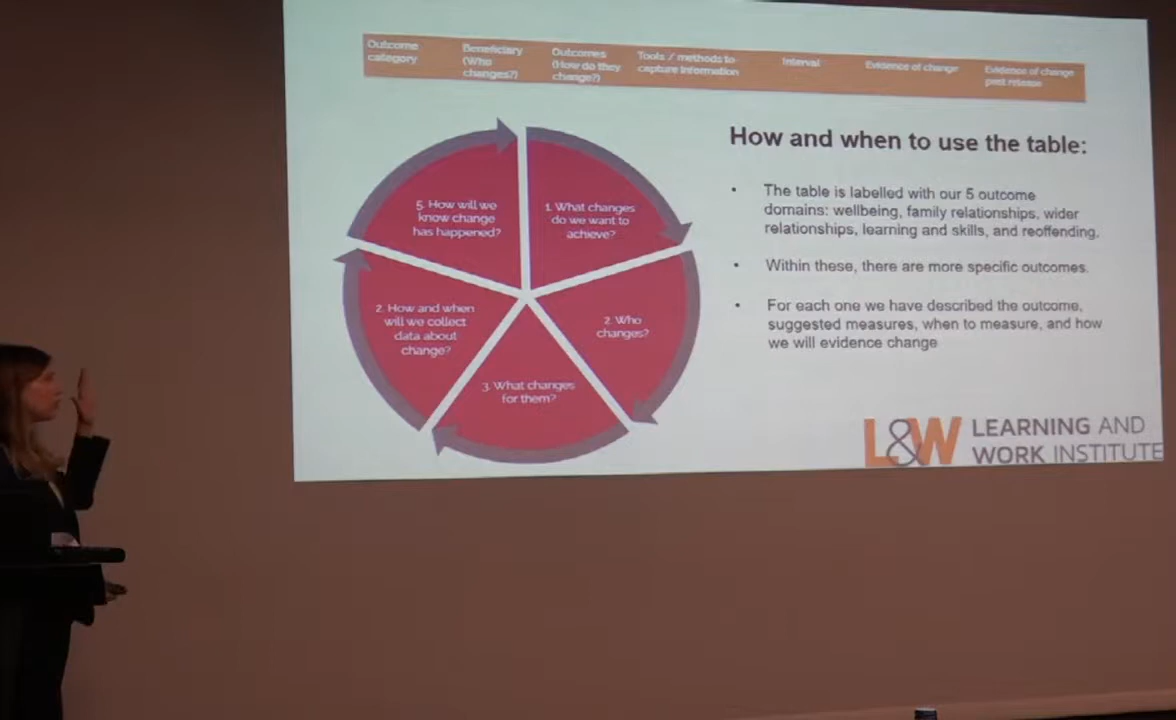 Outcome
category
Beneficiary
(Who
changes?)
Outcomes
(How do they
change?)
Tools / methods to
capture information
Interval
Evidence of change
Evidence of change
post release
How and when to use the table:
5. How will we
know change
has happened?
1. What changes
do we want to
achieve?
2. How and when
will we collect
data about
change?
2. Who
changes?
3. What changes
for them?
• The table is labelled with our 5 outcome
domains: wellbeing, family relationships, wider
relationships, learning and skills, and reoffending.
• Within these, there are more specific outcomes.
• For each one we have described the outcome,
suggested measures, when to measure, and how
we will evidence change
L&W
LEARNING AND
WORK INSTITUTE